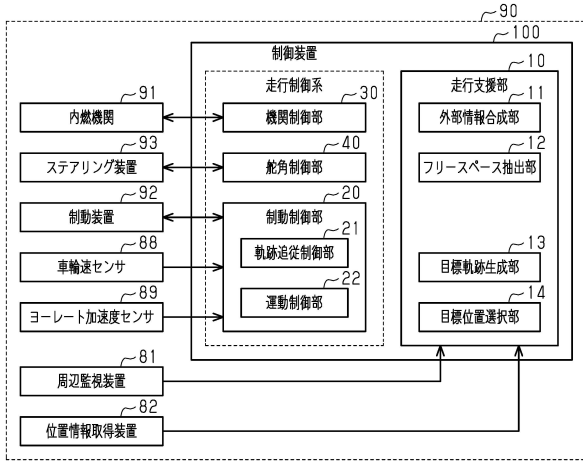 90
100
制御装置
10
走行制御系
走行支援部
91
30
11
内燃機関
機関制御部
外部情報合成部
93
40
12
ステアリング装置
舵角制御部
フリースペース抽出部
92
20
制動装置
制動制御部
21
88
軌跡追従制御部
13
車輪速センサ
目標軌跡生成部
89
22
14
ヨーレート加速度センサ
運動制御部
目標位置選択部
81
周辺監視装置
82
位置情報取得装置